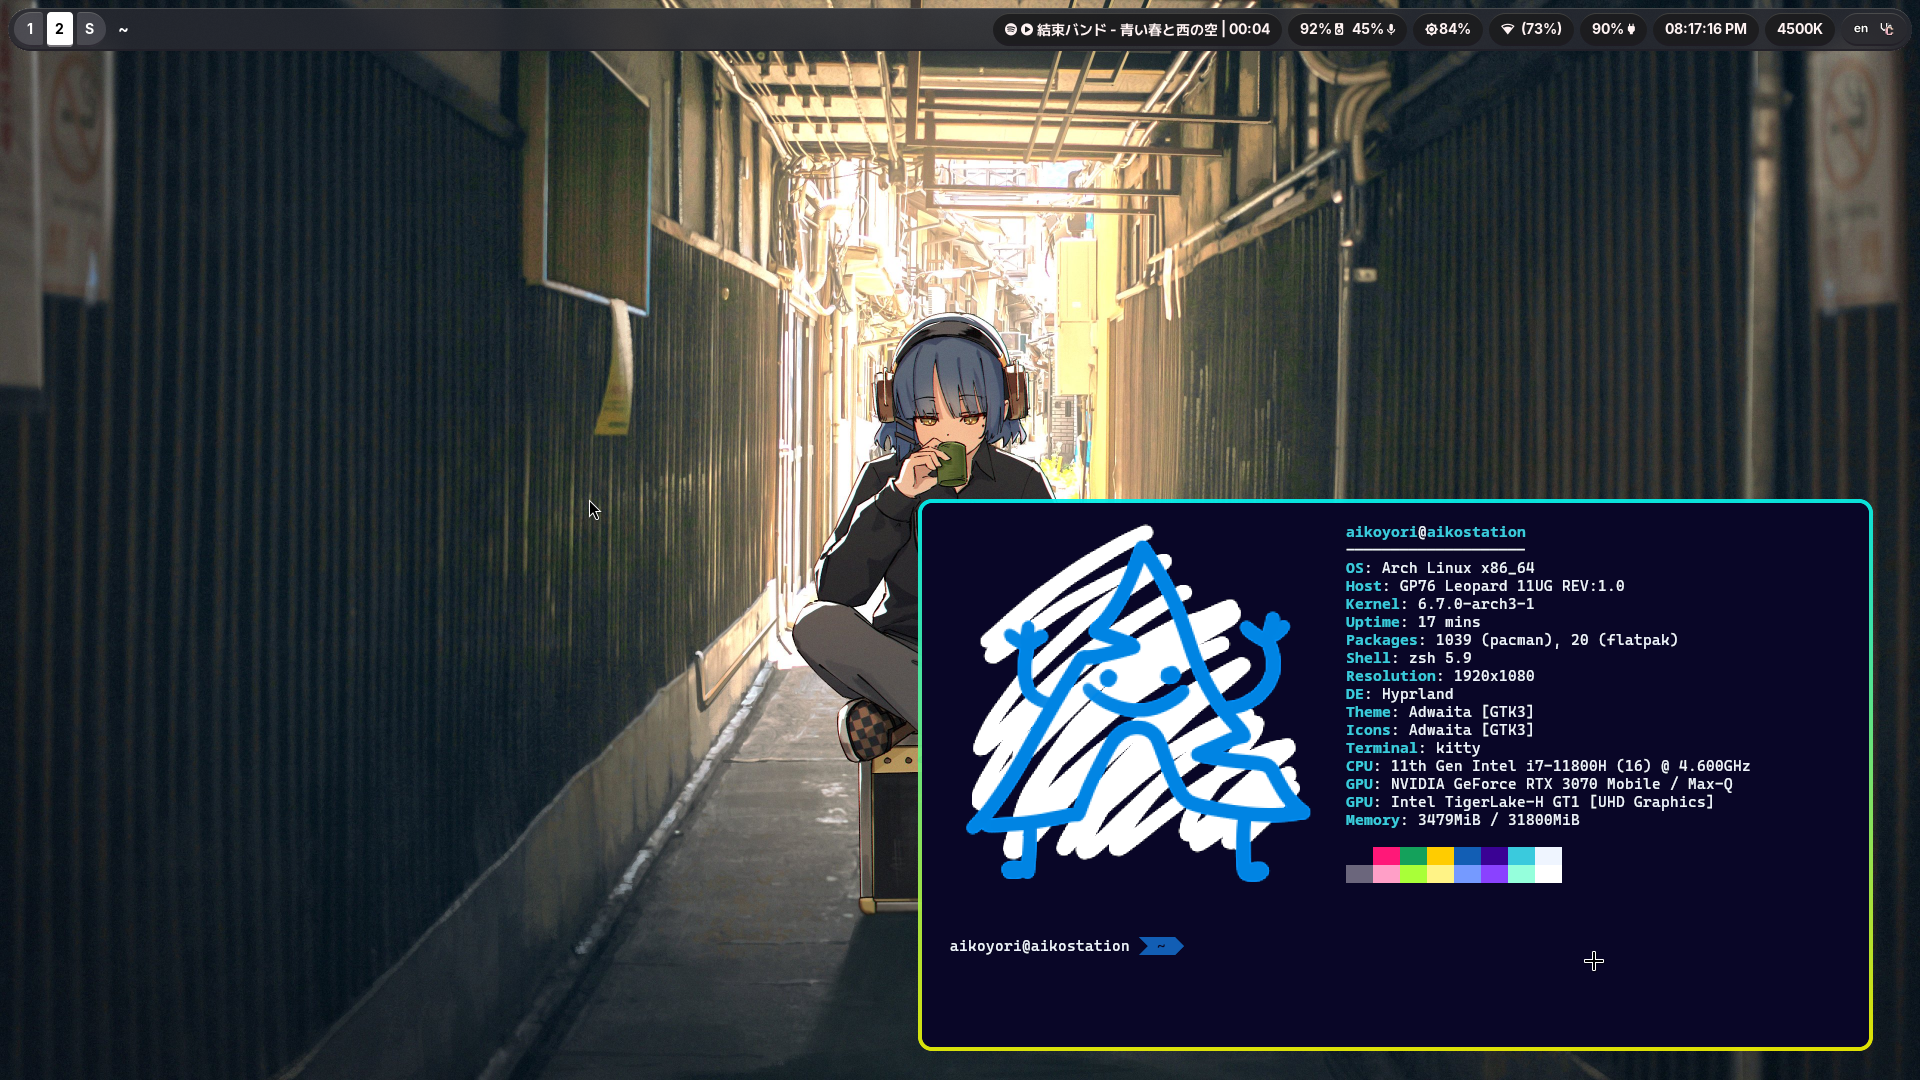 1 2 S ~
結束バンド - 青い春と西の空 | 00:04
92% 45%
84%
(73%)
90%
08:17:16 PM
4500K
en
aikoyori@aikostation
OS: Arch Linux x86_64
Host: GP76 Leopard 11UG REV:1.0
Kernel: 6.7.0-arch3-1
Uptime: 17 mins
Packages: 1039 (pacman), 20 (flatpak)
Shell: zsh 5.9
Resolution: 1920x1080
DE: Hyprland
Theme: Adwaita [GTK3]
Icons: Adwaita [GTK3]
Terminal: kitty
CPU: 11th Gen Intel i7-11800H (16) @ 4.600GHz
GPU: NVIDIA GeForce RTX 3070 Mobile / Max-Q
GPU: Intel TigerLake-H GT1 [UHD Graphics]
Memory: 3479MiB / 31800MiB
aikoyori@aikostation ~